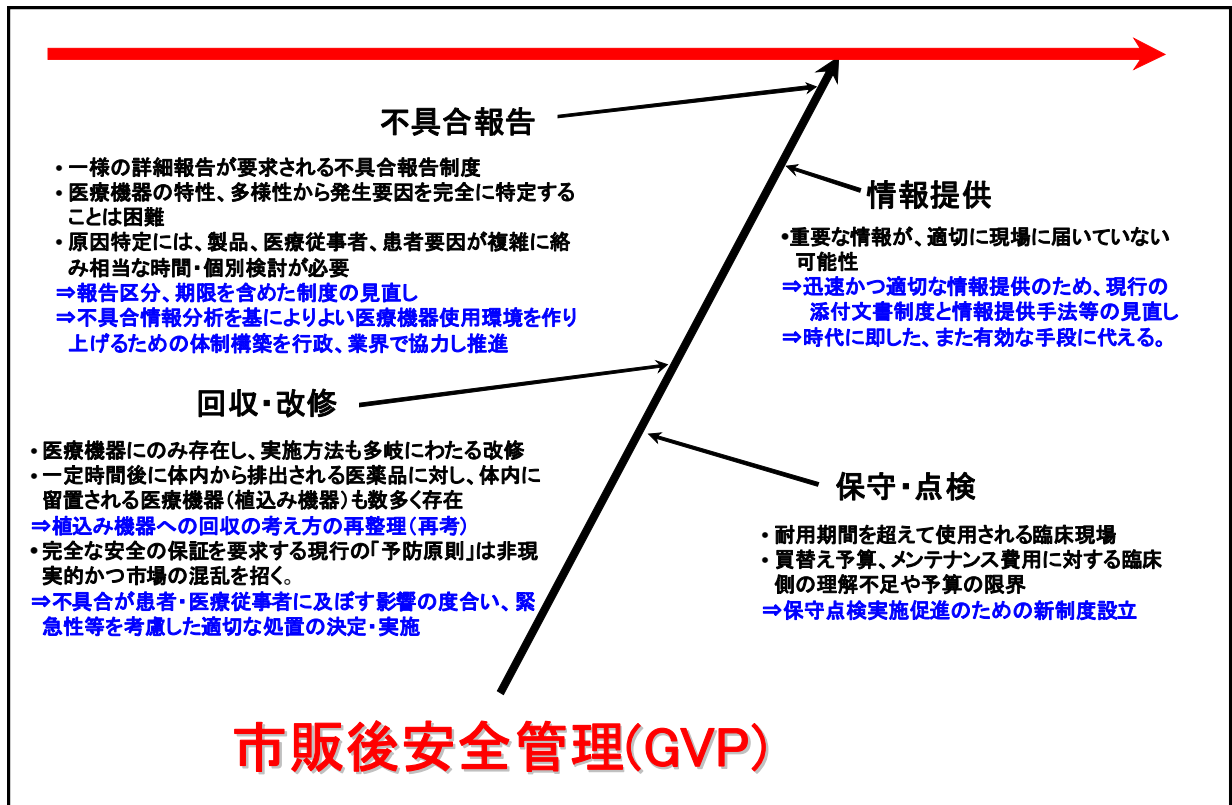 不具合報告
・一様の詳細報告が要求される不具合報告制度
・医療機器の特性、多様性から発生要因を完全に特定する
ことは困難
・原因特定には、製品、医療従事者、患者要因が複雑に絡
み相当な時間・個別検討が必要
⇒報告区分、期限を含めた制度の見直し
⇒不具合情報分析を基によりよい医療機器使用環境を作り
上げるための体制構築を行政、業界で協力し推進
情報提供
・重要な情報が、適切に現場に届いていない
可能性
⇒迅速かつ適切な情報提供のため、現行の
添付文書制度と情報提供手法等の見直し
⇒時代に即した、また有効な手段に代える。
回収・改修
・医療機器にのみ存在し、実施方法も多岐にわたる改修
・一定時間後に体内から排出される医薬品に対し、体内に
留置される医療機器(植込み機器)も数多く存在
⇒植込み機器への回収の考え方の再整理(再考)
・完全な安全の保証を要求する現行の「予防原則」は非現
実的かつ市場の混乱を招く。
⇒不具合が患者・医療従事者に及ぼす影響の度合い、緊
急性等を考慮した適切な処置の決定・実施
保守・点検
・耐用期間を超えて使用される臨床現場
・買替え予算、メンテナンス費用に対する臨床
側の理解不足や予算の限界
⇒保守点検実施促進のための新制度設立
市販後安全管理(GVP)